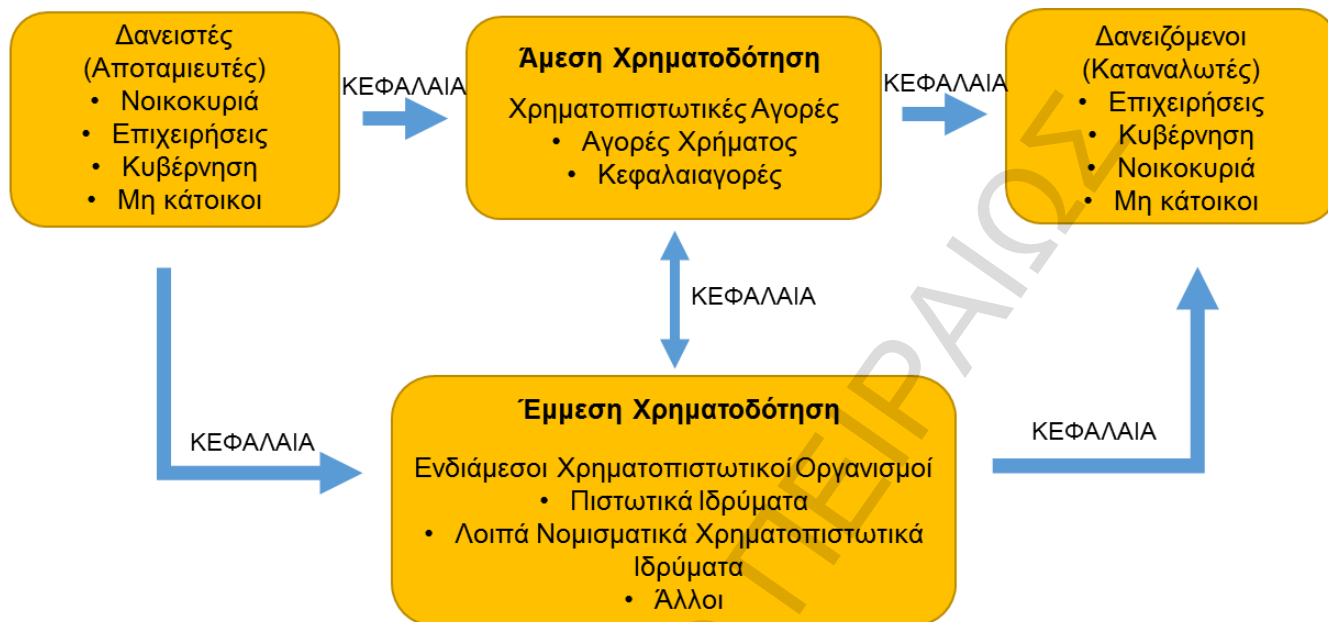 Δανειστές
(Αποταμιευτές)
• Νοικοκυριά
• Επιχειρήσεις
• Κυβέρνηση
• Μη κάτοικοι
ΚΕΦΑΛΑΙΑ
Άμεση Χρηματοδότηση
Χρηματοπιστωτικές Αγορές
• Αγορές Χρήματος
• Κεφαλαιαγορές
ΚΕΦΑΛΑΙΑ
Δανειζόμενοι
(Καταναλωτές)
• Επιχειρήσεις
• Κυβέρνηση
• Νοικοκυριά
• Μη κάτοικοι
ΚΕΦΑΛΑΙΑ
ΚΕΦΑΛΑΙΑ
Έμμεση Χρηματοδότηση
Ενδιάμεσοι Χρηματοπιστωτικοί Οργανισμοί
• Πιστωτικά Ιδρύματα
• Λοιπά Νομισματικά Χρηματοπιστωτικά
Ιδρύματα
• Άλλοι
ΚΕΦΑΛΑΙΑ
ΠΕΙΡΑΙΩΣ